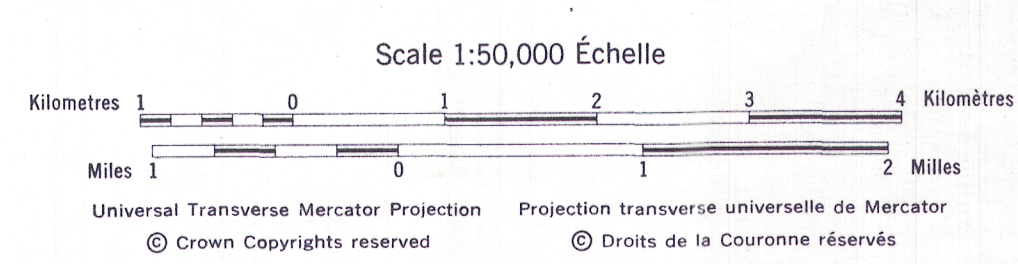 Scale 1:50,000 Échelle
Kilometres 1 0 1 2 3 4 Kilomètres
Miles 1 0 1 2 Milles
Universal Transverse Mercator Projection Projection transverse universelle de Mercator
© Crown Copyrights reserved © Droits de la Couronne réservés